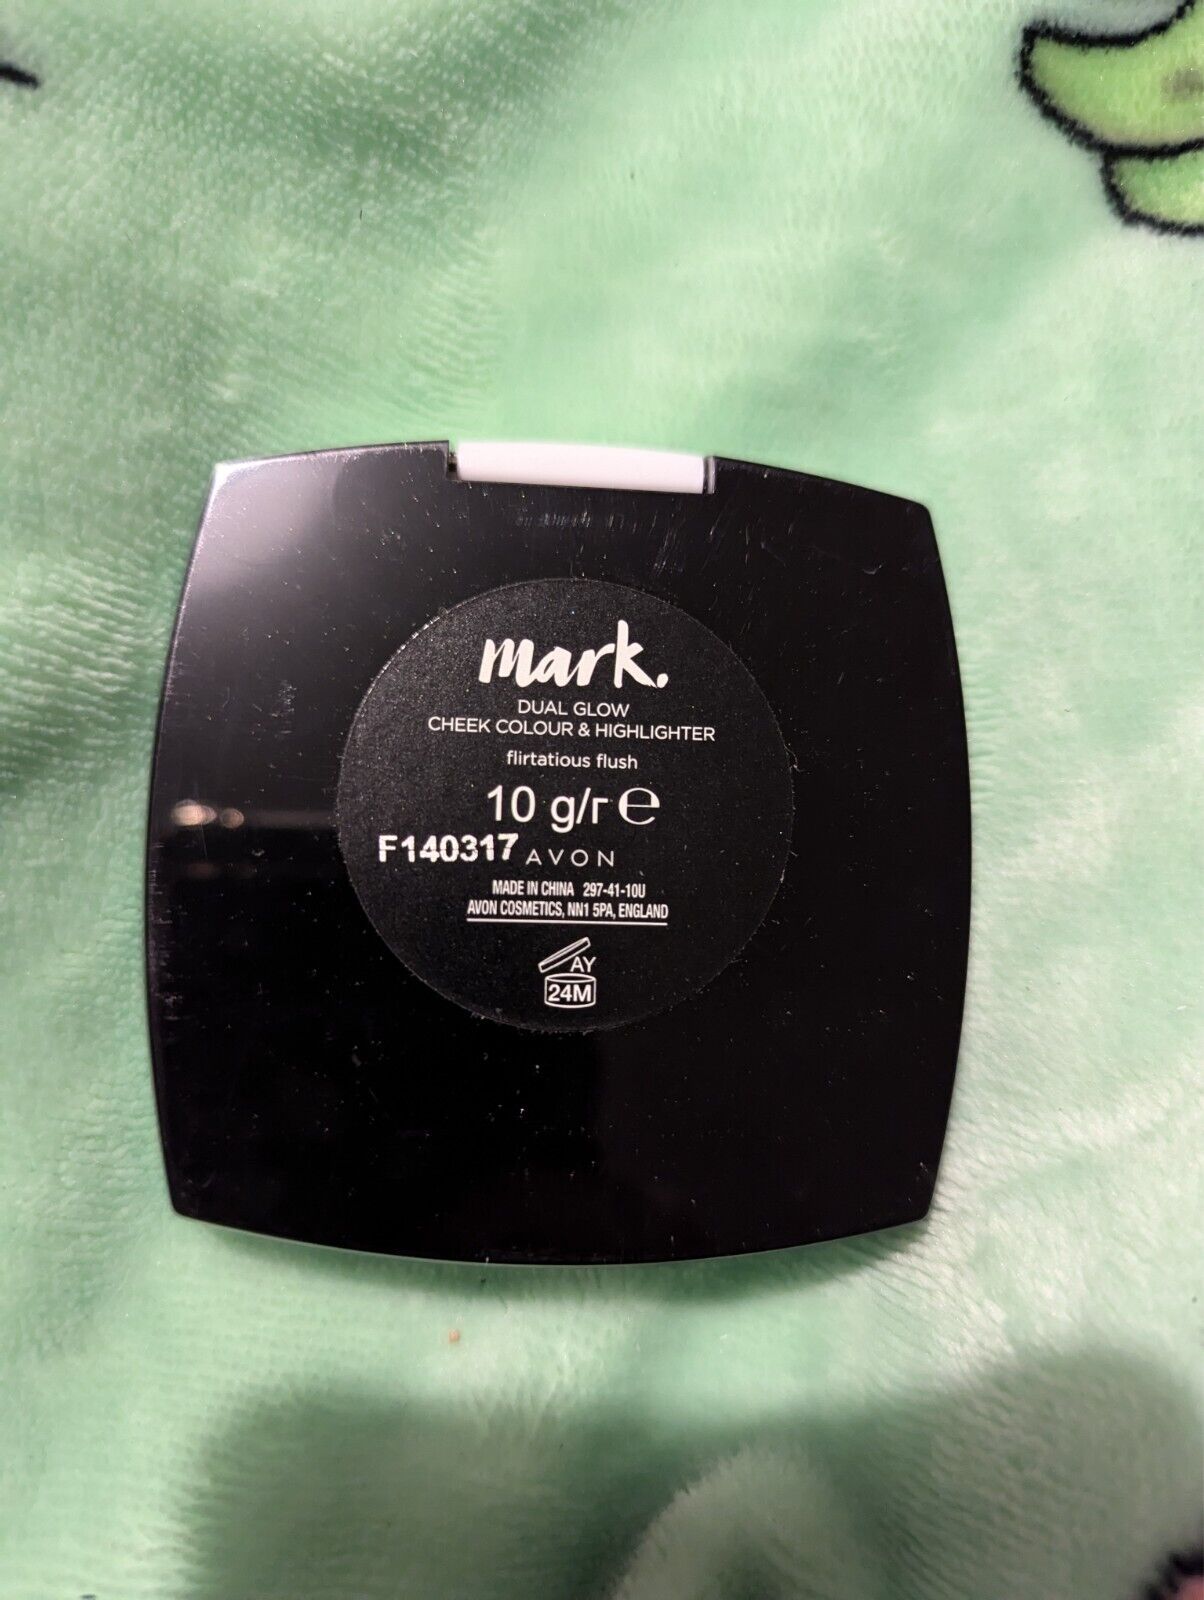 mark.
DUAL GLOW
CHEEK COLOUR & HIGHLIGHTER
flirtatious flush
10 g/г e
F140317 AVON
MADE IN CHINA 297-41-10U
AVON COSMETICS, NN1 5PA, ENGLAND
AY
24M